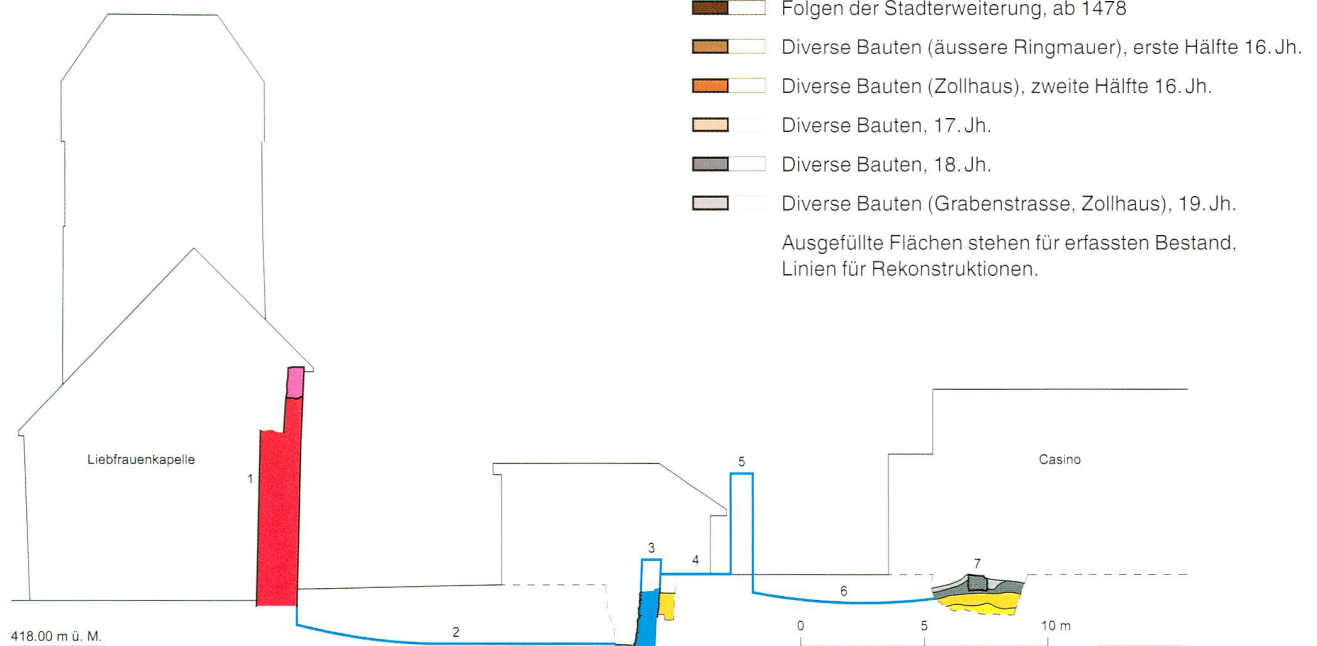 Folgen der Stadterweiterung, ab 1478
Diverse Bauten (äussere Ringmauer), erste Hälfte 16. Jh.
Diverse Bauten (Zollhaus), zweite Hälfte 16. Jh.
Diverse Bauten, 17. Jh.
Diverse Bauten, 18. Jh.
Diverse Bauten (Grabenstrasse, Zollhaus), 19. Jh.
Ausgefüllte Flächen stehen für erfassten Bestand,
Linien für Rekonstruktionen.
Liebfrauenkapelle
1
2
3
4
5
6
7
Casino
418.00 m ü. M.
0 5 10 m